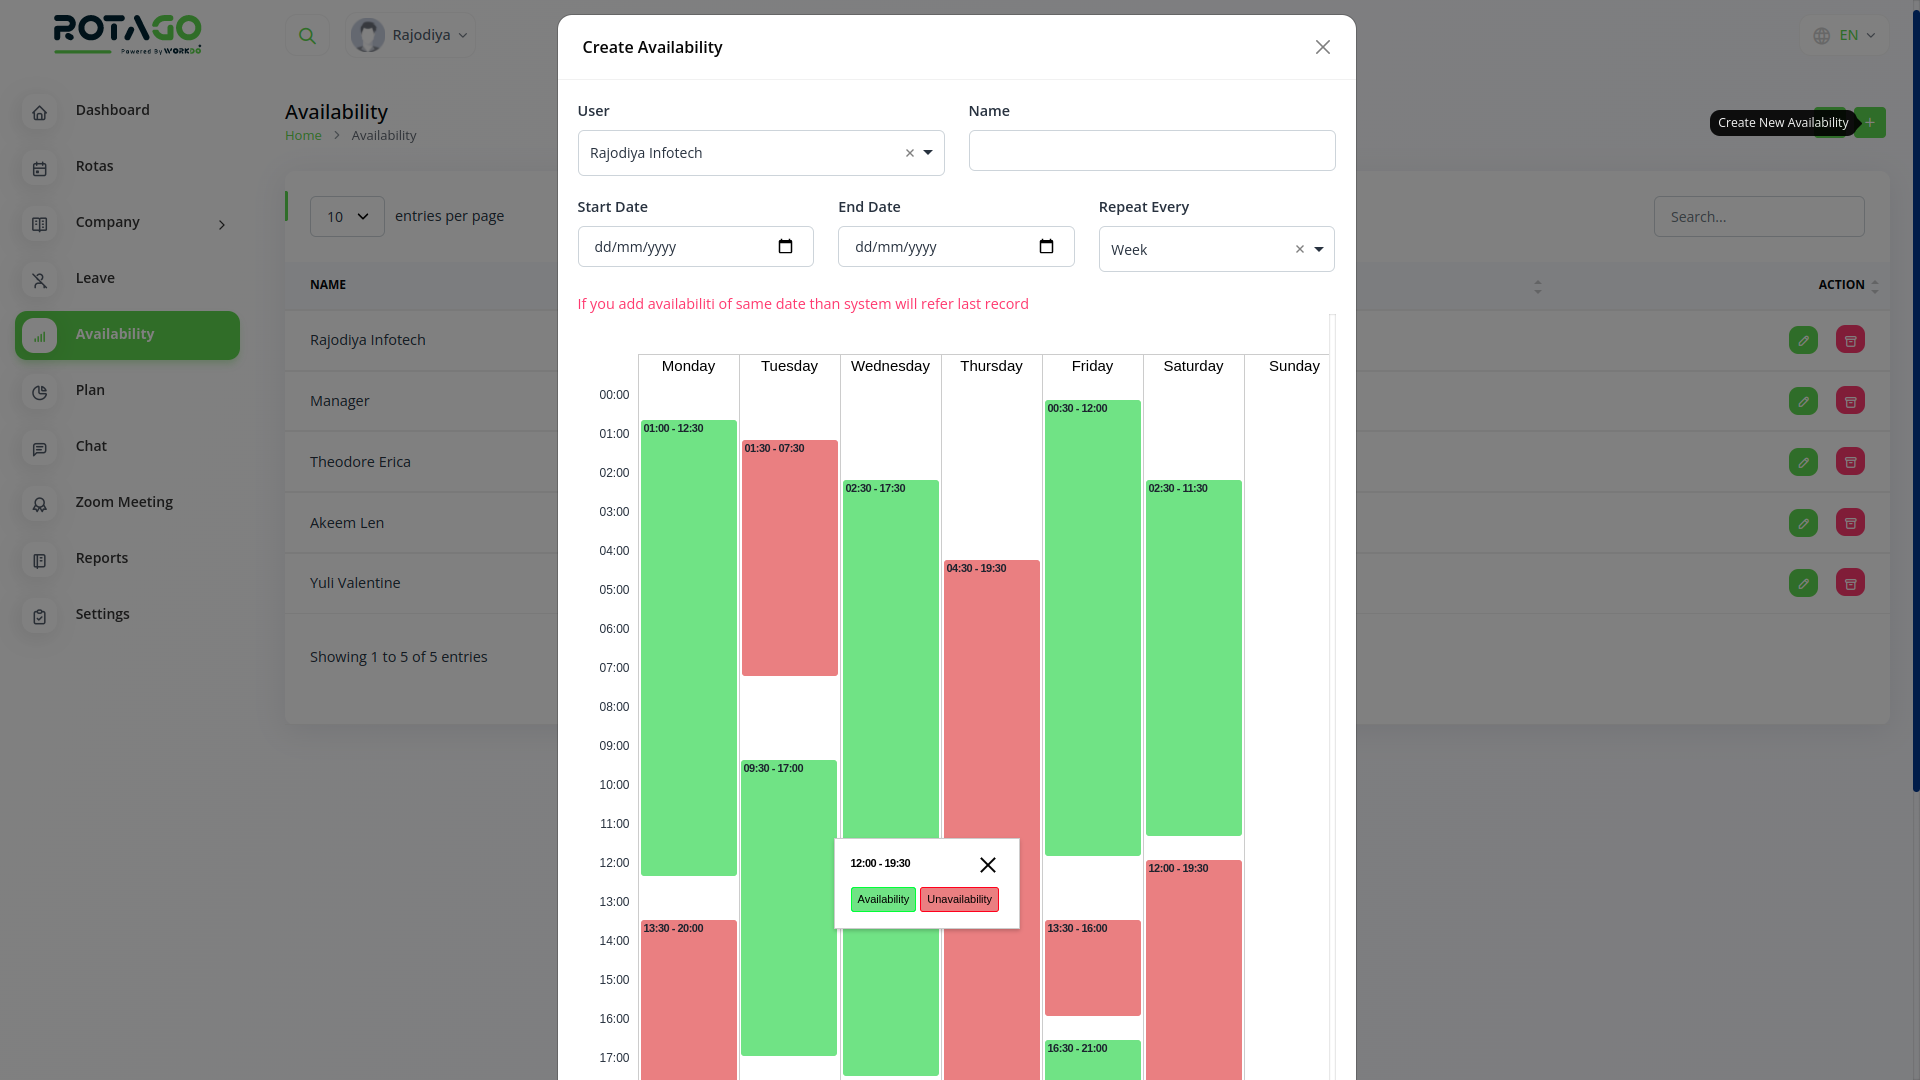 ROTAGO
Powered By WORKDO
Rajodiya
EN
Dashboard
Rotas
Company
Leave
Availability
Plan
Chat
Zoom Meeting
Reports
Settings
Availability
Home > Availability
Create New Availability
+
10 entries per page
Search...
NAME
ACTION
Rajodiya Infotech
Manager
Theodore Erica
Akeem Len
Yuli Valentine
Showing 1 to 5 of 5 entries
Create Availability
User
Name
Rajodiya Infotech
Start Date
End Date
Repeat Every
dd/mm/yyyy
dd/mm/yyyy
Week
If you add availabiliti of same date than system will refer last record
Monday Tuesday Wednesday Thursday Friday Saturday Sunday
00:00
01:00
02:00
03:00
04:00
05:00
06:00
07:00
08:00
09:00
10:00
11:00
12:00
13:00
14:00
15:00
16:00
17:00
01:00 - 12:30
13:30 - 20:00
01:30 - 07:30
09:30 - 17:00
02:30 - 17:30
04:30 - 19:30
00:30 - 12:00
13:30 - 16:00
16:30 - 21:00
02:30 - 11:30
12:00 - 19:30
12:00 - 19:30
Availability Unavailability